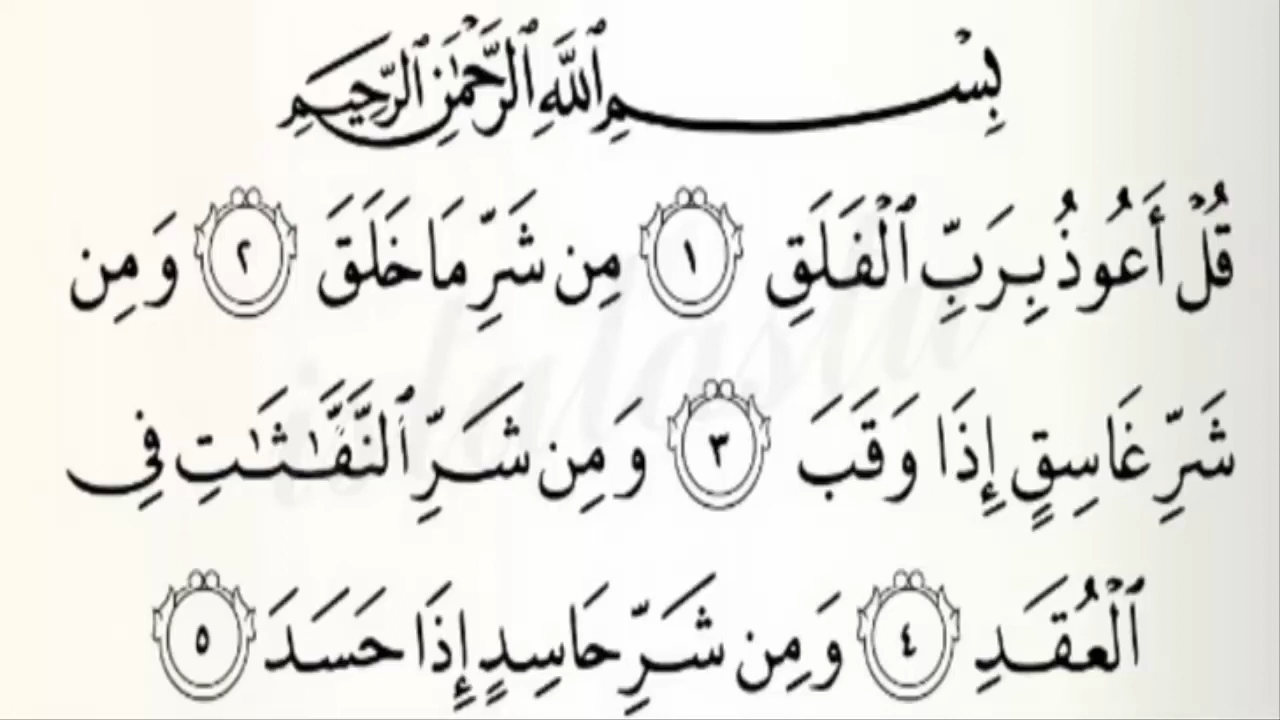 بِسْمِ ٱللَّهِ ٱلرَّحْمَٰنِ ٱلرَّحِيمِ
قُلْ أَعُوذُ بِرَبِّ ٱلْفَلَقِ ١ مِن شَرِّ مَا خَلَقَ ٢ وَمِن
شَرِّ غَاسِقٍ إِذَا وَقَبَ ٣ وَمِن شَرِّ ٱلنَّفَّٰثَٰتِ فِى
ٱلْعُقَدِ ٤ وَمِن شَرِّ حَاسِدٍ إِذَا حَسَدَ ٥